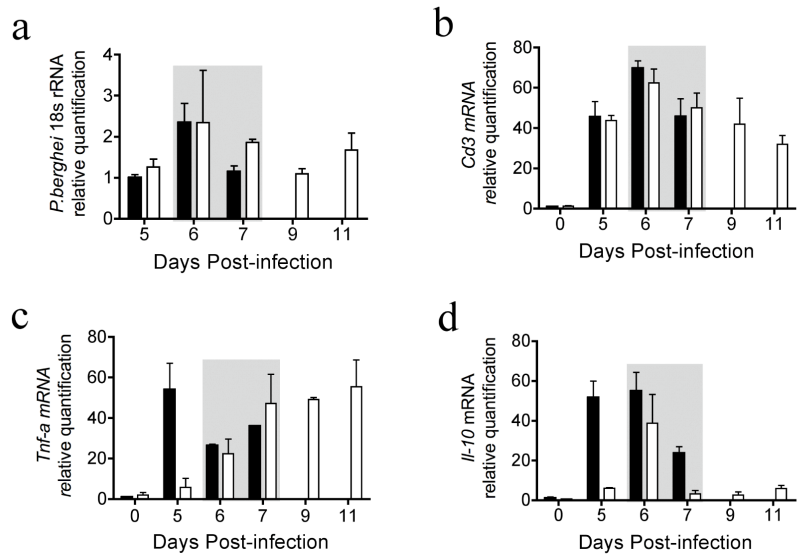 a
P.berghei 18s rRNA
relative quantification
4
3
2
1
0
5 6 7 9 11
Days Post-infection
b
Cd3 mRNA
relative quantification
80
60
40
20
0
0 5 6 7 9 11
Days Post-infection
c
Tnf-a mRNA
relative quantification
80
60
40
20
0
0 5 6 7 9 11
Days Post-infection
d
Il-10 mRNA
relative quantification
80
60
40
20
0
0 5 6 7 9 11
Days Post-infection